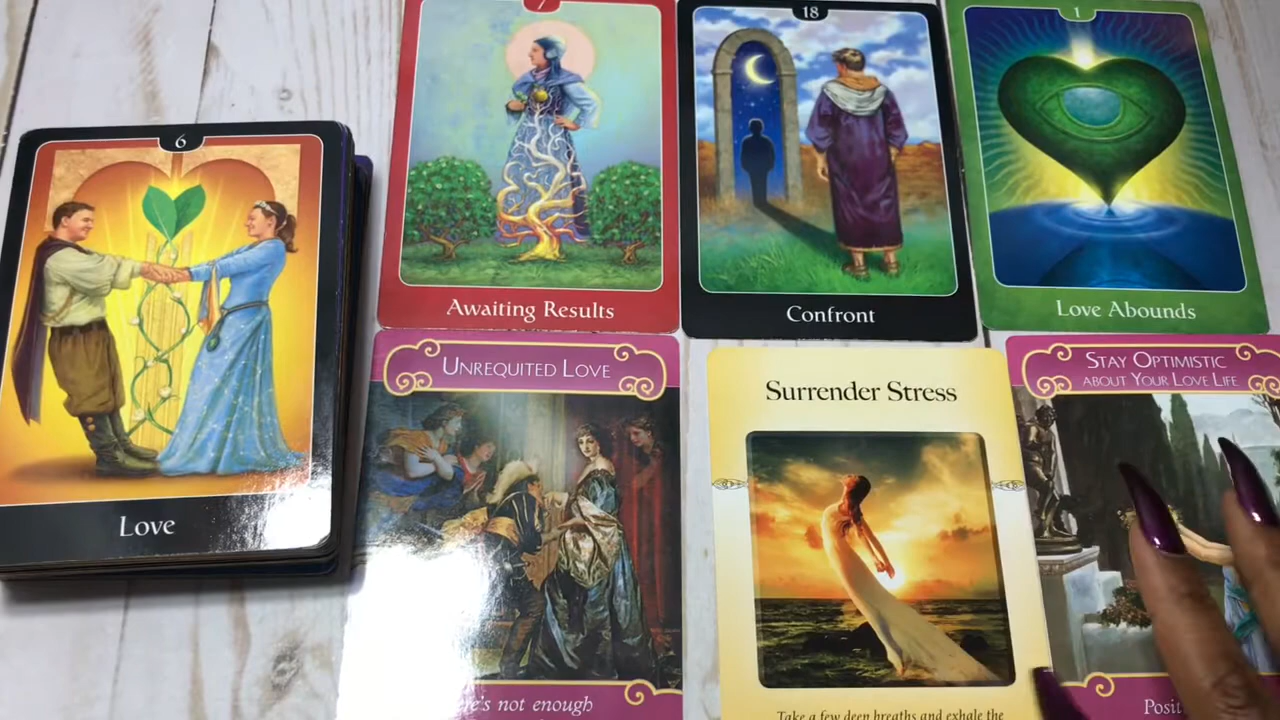 7
18
1
6
Awaiting Results
Confront
Love Abounds
UNREQUITED LOVE
Surrender Stress
STAY OPTIMISTIC
ABOUT YOUR LOVE LIFE
Love
not enough
Take a few deep breaths and exhale the